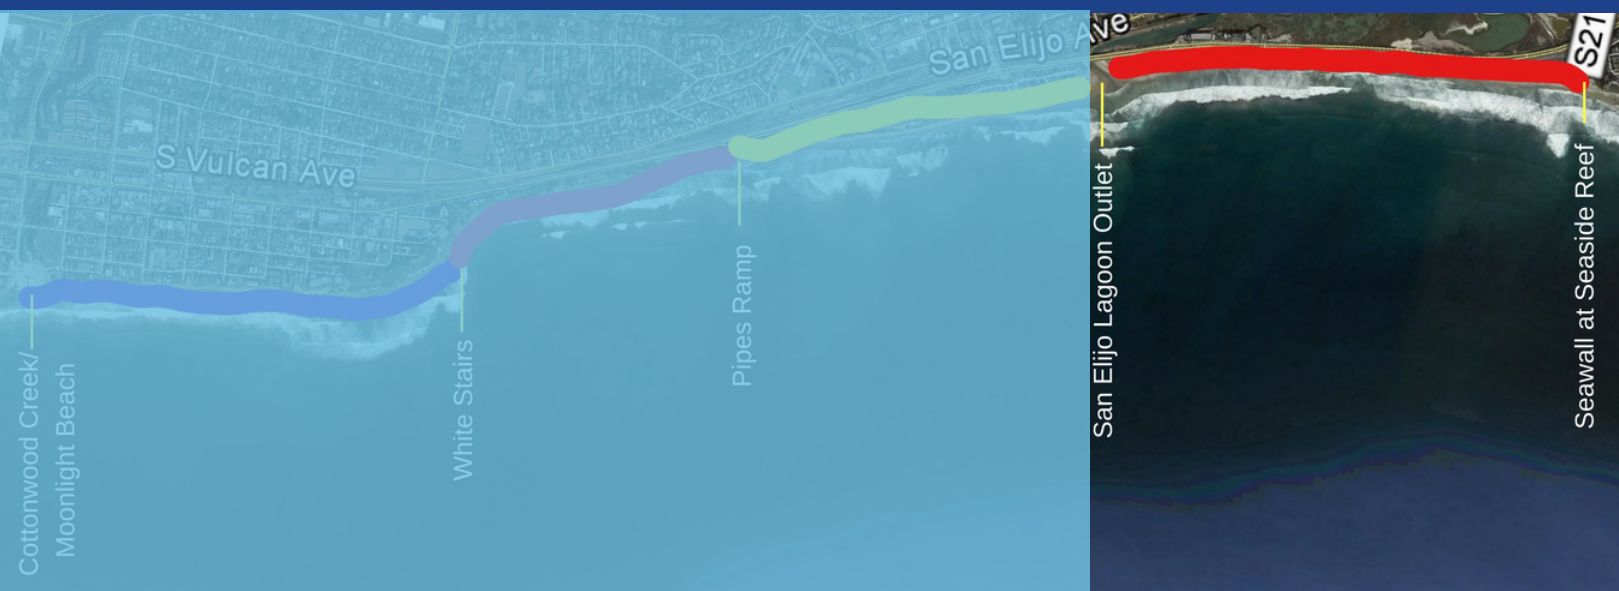 San Elijo Ave
S21
S Vulcan Ave
Cottonwood Creek/
Moonlight Beach
White Stairs
Pipes Ramp
San Elijo Lagoon Outlet
Seawall at Seaside Reef